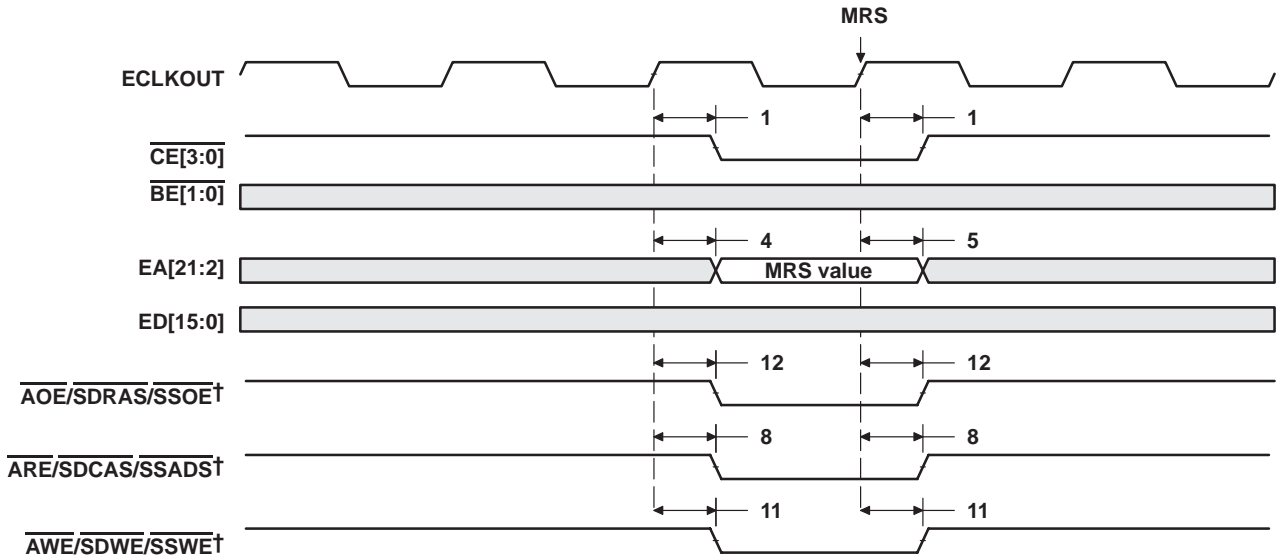 MRS
ECLKOUT
1 1
CE[3:0]
BE[1:0]
4 5
EA[21:2] MRS value
ED[15:0]
12 12
AOE/SDRAS/SSOE†
8 8
ARE/SDCAS/SSADS†
11 11
AWE/SDWE/SSWE†